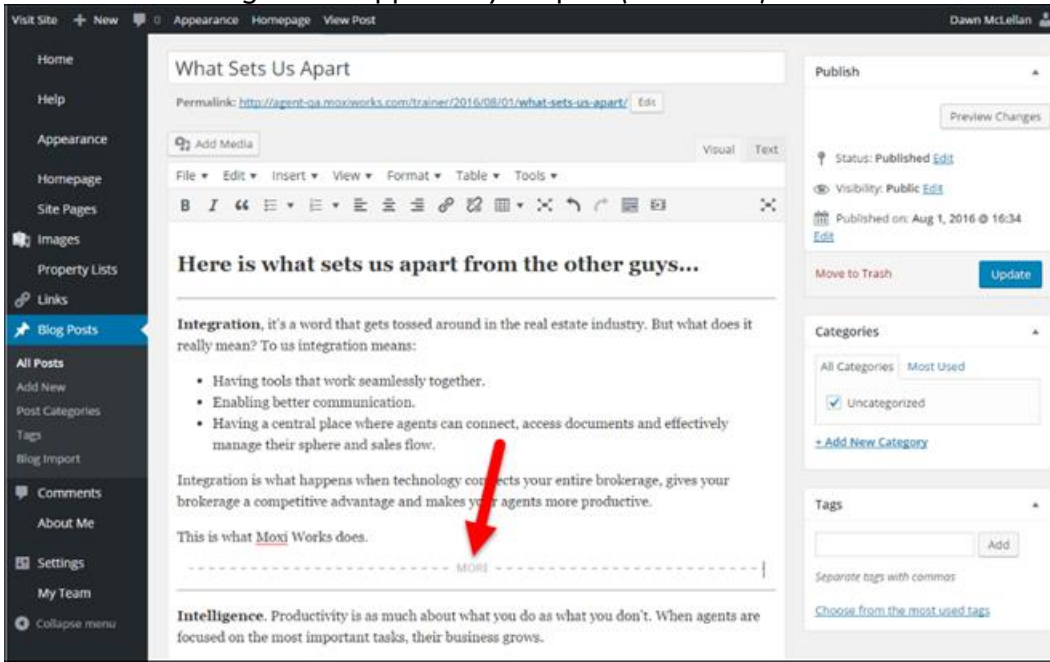 Visit Site + New 0 Appearance Homepage View Post Dawn McLellan
Home
Help
Appearance
Homepage
Site Pages
Images
Property Lists
Links
Blog Posts
All Posts
Add New
Post Categories
Tags
Blog Import
Comments
About Me
Settings
My Team
Collapse menu
What Sets Us Apart
Permalink: http://agent-qa.moxiworks.com/trainer/2016/08/01/what-sets-us-apart/ Edit
Add Media
Visual Text
File Edit Insert View Format Table Tools
Here is what sets us apart from the other guys...
Integration, it's a word that gets tossed around in the real estate industry. But what does it
really mean? To us integration means:
• Having tools that work seamlessly together.
• Enabling better communication.
• Having a central place where agents can connect, access documents and effectively
manage their sphere and sales flow.
Integration is what happens when technology connects your entire brokerage, gives your
brokerage a competitive advantage and makes your agents more productive.
This is what Moxi Works does.
MORE
Intelligence. Productivity is as much about what you do as what you don't. When agents are
focused on the most important tasks, their business grows.
Publish
Preview Changes
Status: Published Edit
Visibility: Public Edit
Published on: Aug 1, 2016 @ 16:34
Edit
Move to Trash Update
Categories
All Categories Most Used
Uncategorized
+ Add New Category
Tags
Add
Separate tags with commas
Choose from the most used tags